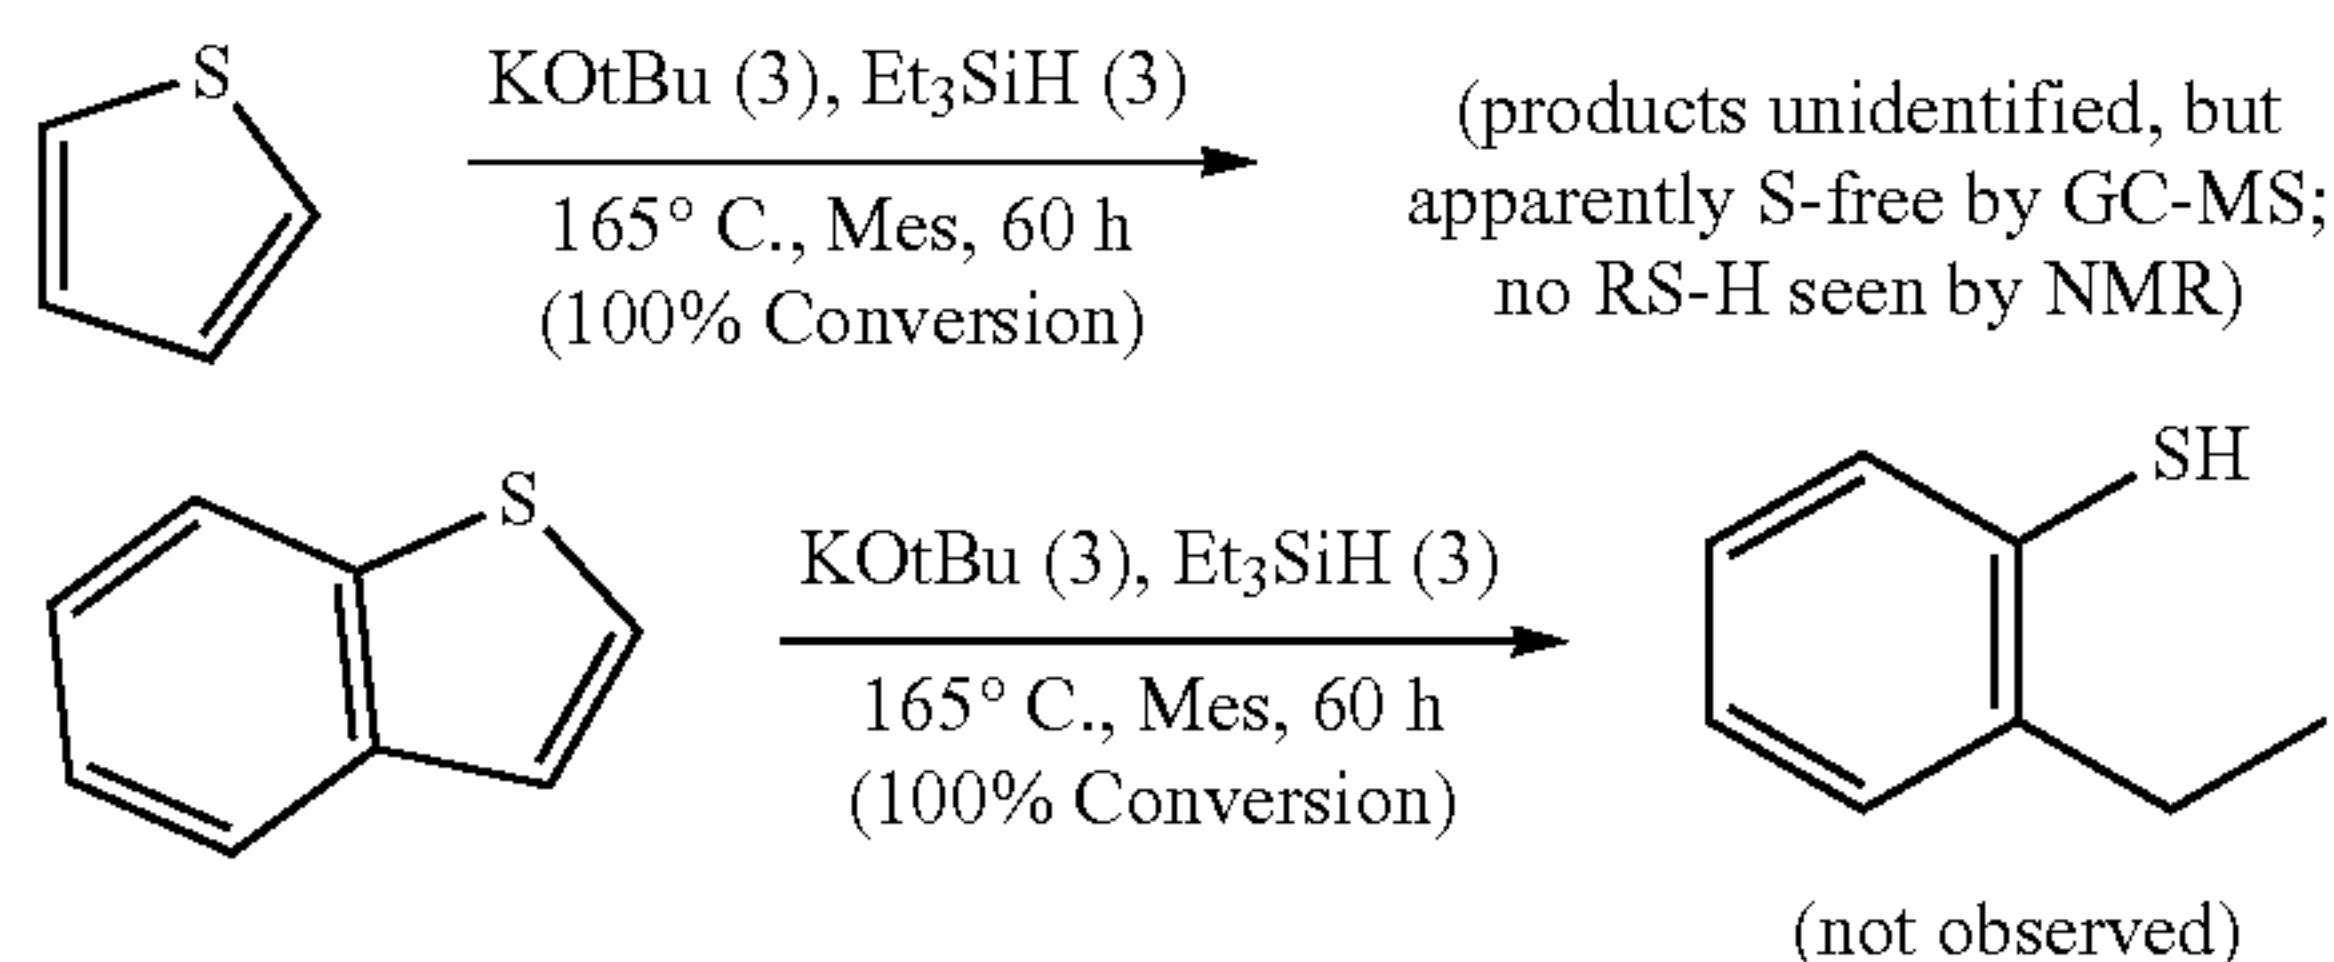 S
KOtBu (3), Et₃SiH (3)
165° C., Mes, 60 h
(100% Conversion)
(products unidentified, but
apparently S-free by GC-MS;
no RS-H seen by NMR)
S
KOtBu (3), Et₃SiH (3)
165° C., Mes, 60 h
(100% Conversion)
SH
(not observed)